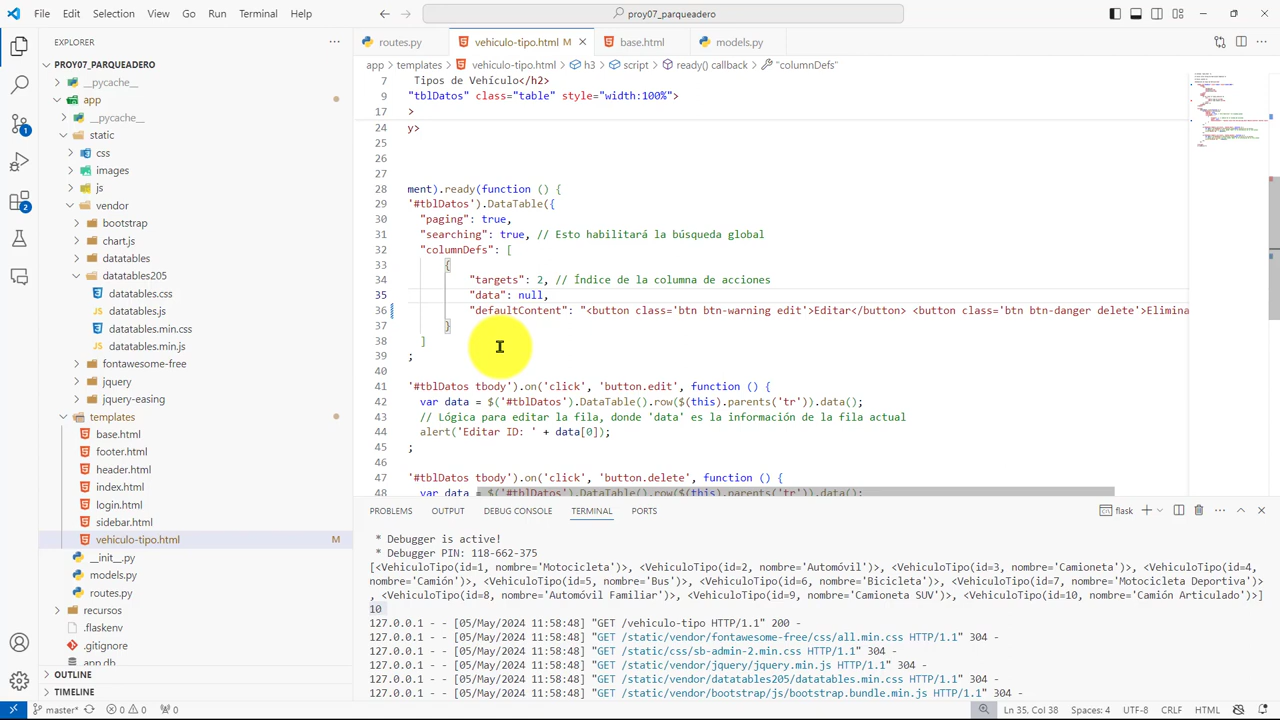 File Edit Selection View Go Run Terminal Help
proy07_parqueadero
EXPLORER
PROY07_PARQUEADERO
__pycache__
app
__pycache__
static
css
images
js
vendor
bootstrap
chart.js
datatables
datatables205
datatables.css
datatables.js
datatables.min.css
datatables.min.js
fontawesome-free
jquery
jquery-easing
templates
base.html
footer.html
header.html
index.html
login.html
sidebar.html
vehiculo-tipo.html M
__init__.py
models.py
routes.py
recursos
.flaskenv
.gitignore
app.db
OUTLINE
TIMELINE
1
2
routes.py vehiculo-tipo.html M base.html models.py
app > templates > vehiculo-tipo.html > h3 > script > ready() callback > "columnDefs"
7 Tipos de Vehículo</h2>
9 "tblDatos" class="table" style="width:100%">
17 >
24 y>
25
26
27
28 ment).ready(function () {
29 '#tblDatos').DataTable({
30 "paging": true,
31 "searching": true, // Esto habilitará la búsqueda global
32 "columnDefs": [
33 {
34 "targets": 2, // Índice de la columna de acciones
35 "data": null,
36 "defaultContent": "<button class='btn btn-warning edit'>Editar</button> <button class='btn btn-danger delete'>Elimina
37 }
38 ]
39 ;
40
41 '#tblDatos tbody').on('click', 'button.edit', function () {
42 var data = $('#tblDatos').DataTable().row($(this).parents('tr')).data();
43 // Lógica para editar la fila, donde 'data' es la información de la fila actual
44 alert('Editar ID: ' + data[0]);
45 ;
46
47 '#tblDatos tbody').on('click', 'button.delete', function () {
48 var data = $('#tblDatos').DataTable().row($(this).parents('tr')).data();
PROBLEMS OUTPUT DEBUG CONSOLE TERMINAL PORTS
flask
* Debugger is active!
* Debugger PIN: 118-662-375
[<VehiculoTipo(id=1, nombre='Motocicleta')>, <VehiculoTipo(id=2, nombre='Automóvil')>, <VehiculoTipo(id=3, nombre='Camioneta')>, <VehiculoTipo(id=4,
nombre='Camión')>, <VehiculoTipo(id=5, nombre='Bus')>, <VehiculoTipo(id=6, nombre='Bicicleta')>, <VehiculoTipo(id=7, nombre='Motocicleta Deportiva')>
, <VehiculoTipo(id=8, nombre='Automóvil Familiar')>, <VehiculoTipo(id=9, nombre='Camioneta SUV')>, <VehiculoTipo(id=10, nombre='Camión Articulado')>]
10
127.0.0.1 - - [05/May/2024 11:58:48] "GET /vehiculo-tipo HTTP/1.1" 200 -
127.0.0.1 - - [05/May/2024 11:58:48] "GET /static/vendor/fontawesome-free/css/all.min.css HTTP/1.1" 304 -
127.0.0.1 - - [05/May/2024 11:58:48] "GET /static/css/sb-admin-2.min.css HTTP/1.1" 304 -
127.0.0.1 - - [05/May/2024 11:58:48] "GET /static/vendor/jquery/jquery.min.js HTTP/1.1" 304 -
127.0.0.1 - - [05/May/2024 11:58:48] "GET /static/vendor/datatables205/datatables.min.css HTTP/1.1" 304 -
127.0.0.1 - - [05/May/2024 11:58:48] "GET /static/vendor/bootstrap/js/bootstrap.bundle.min.js HTTP/1.1" 304 -
master* 0 0 0 Ln 35, Col 38 Spaces: 4 UTF-8 CRLF HTML